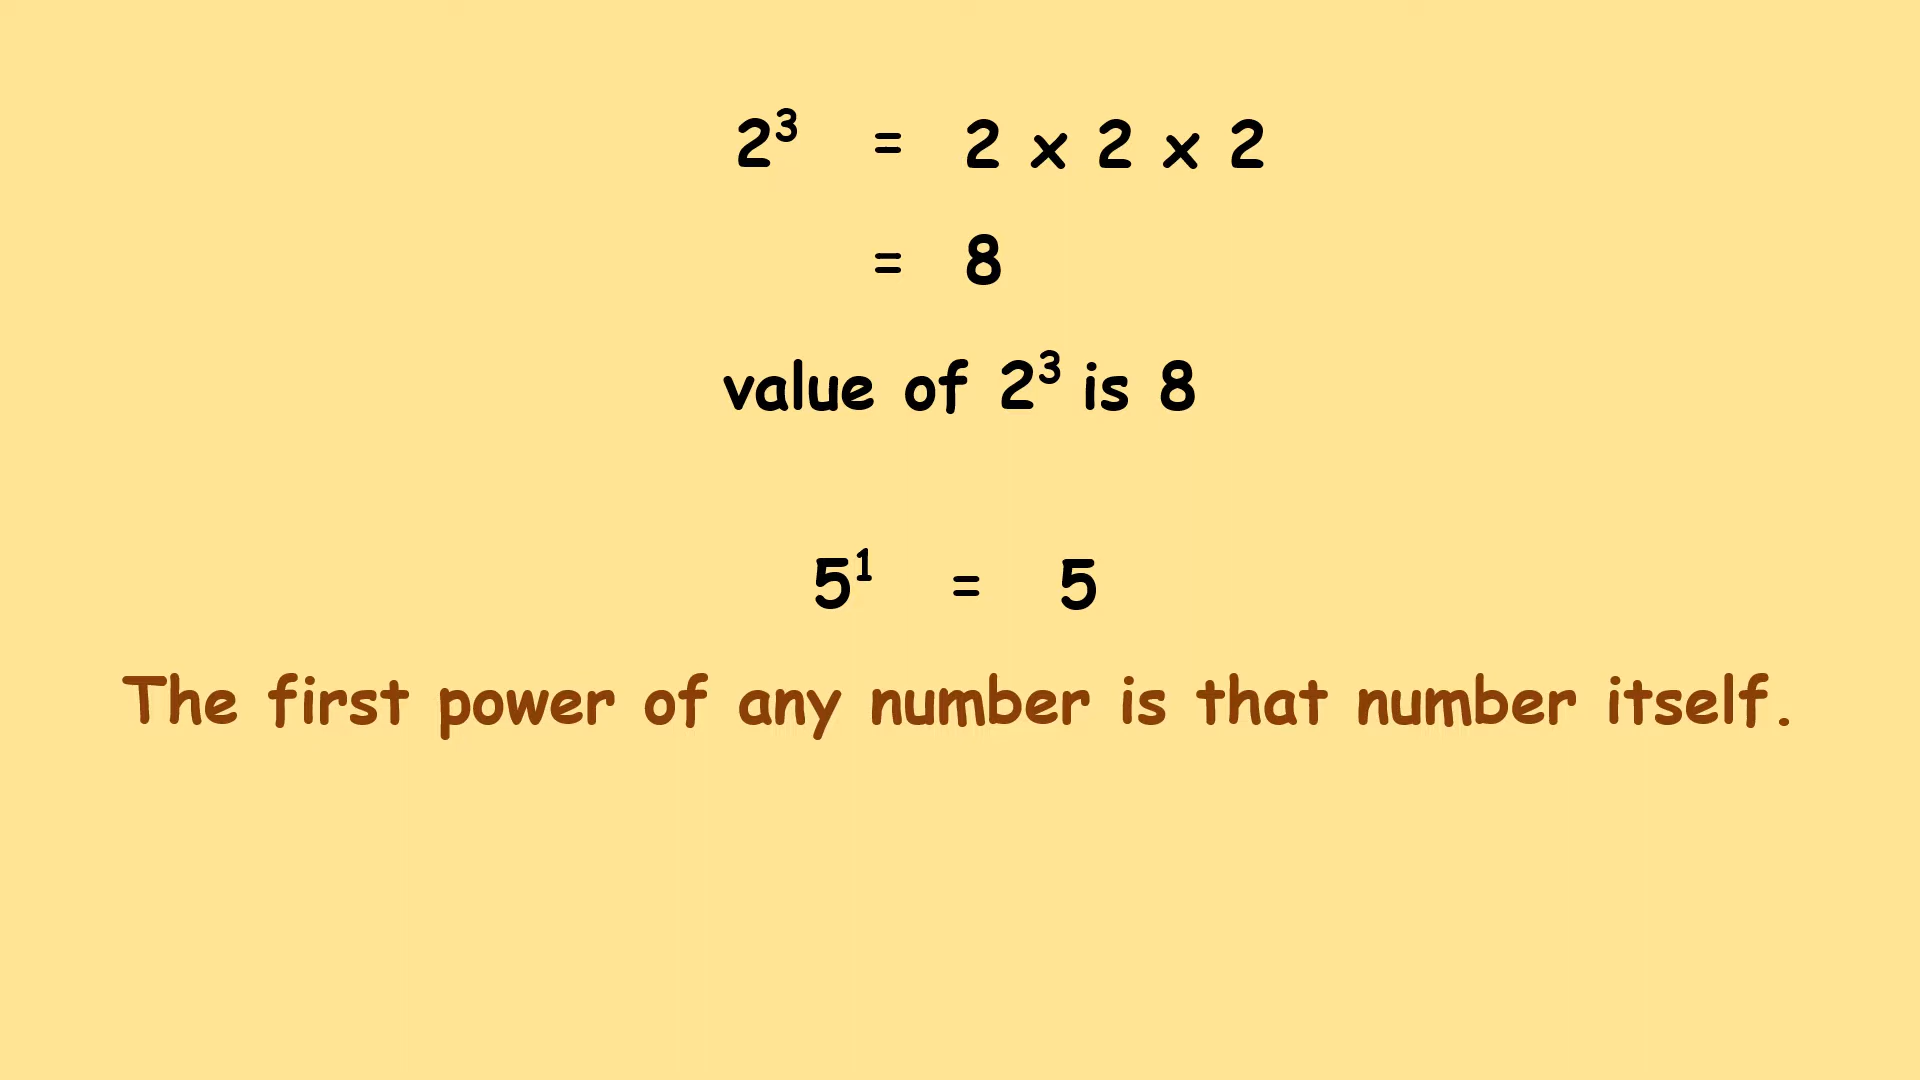 2³ = 2 x 2 x 2
= 8
value of 2³ is 8
5¹ = 5
The first power of any number is that number itself.